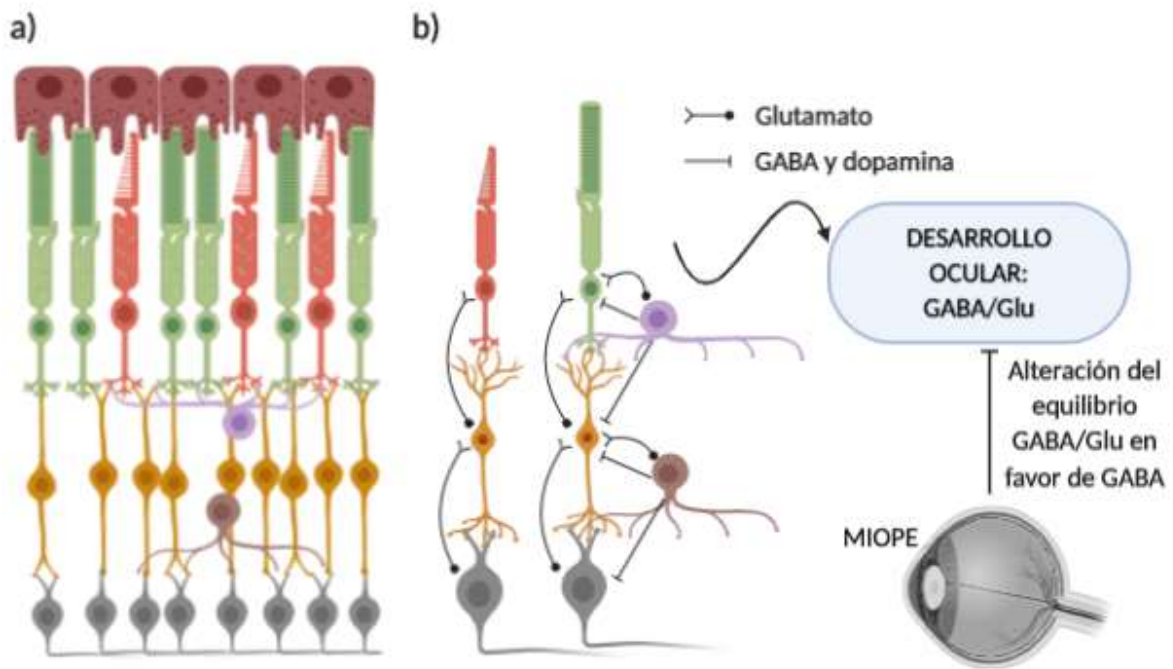 a)
b)
Glutamato
GABA y dopamina
DESARROLLO
OCULAR:
GABA/Glu
Alteración del
equilibrio
GABA/Glu en
favor de GABA
MIOPE